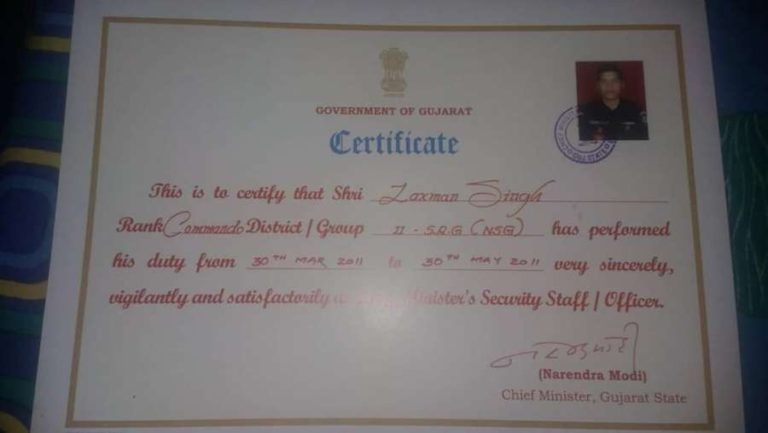 GOVERNMENT OF GUJARAT
Certificate
This is to certify that Shri Laxman Singh
Rank Commando District / Group II - S.R.G (NSG) has performed
his duty from 30TH MAR 2011 to 30TH MAY 2011 very sincerely,
vigilantly and satisfactorily Minister's Security Staff / Officer.
(Narendra Modi)
Chief Minister, Gujarat State